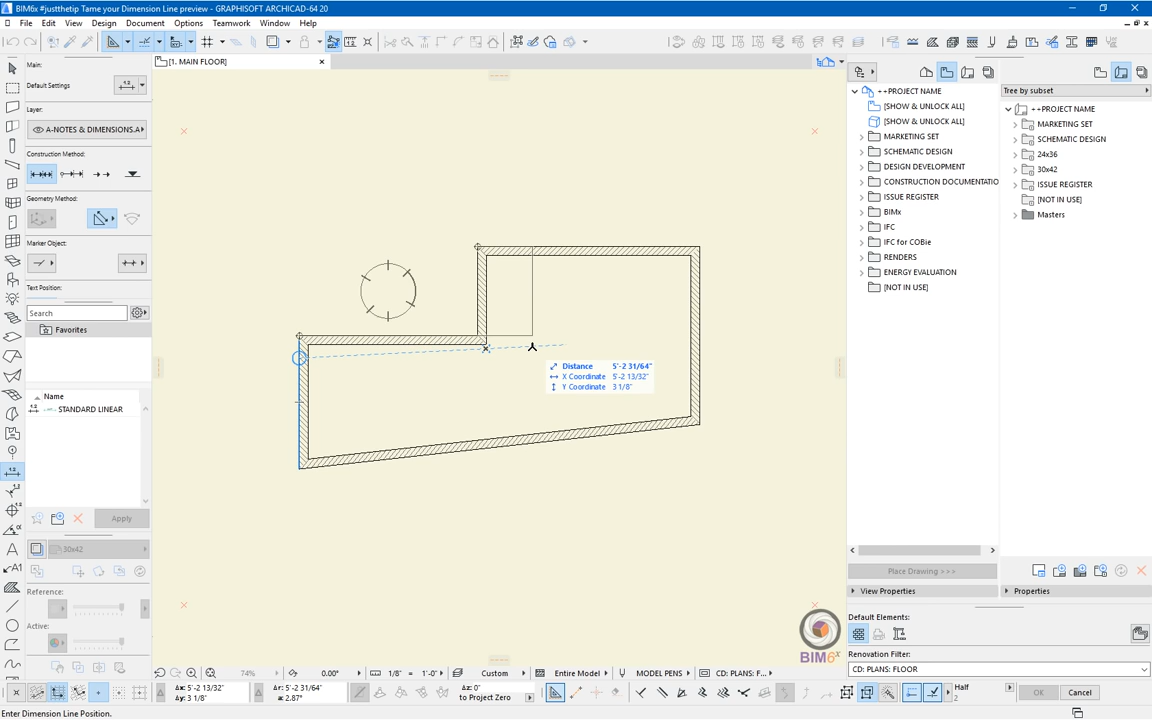 BIM6x #justthetip Tame your Dimension Line preview - GRAPHISOFT ARCHICAD-64 20
File Edit View Design Document Options Teamwork Window Help
[1. MAIN FLOOR]
Main:
Default Settings
Layer:
A-NOTES & DIMENSIONS.A
Construction Method:
Geometry Method:
Marker Object:
Text Position:
Search
Favorites
Name
STANDARD LINEAR
Apply
30x42
Reference:
Active:
Distance 5'-2 31/64"
X Coordinate 5'-2 13/32"
Y Coordinate 3 1/8"
BIM6x
++PROJECT NAME
[SHOW & UNLOCK ALL]
[SHOW & UNLOCK ALL]
MARKETING SET
SCHEMATIC DESIGN
DESIGN DEVELOPMENT
CONSTRUCTION DOCUMENTATIO
ISSUE REGISTER
BIMx
IFC
IFC for COBie
RENDERS
ENERGY EVALUATION
[NOT IN USE]
Place Drawing >>>
View Properties
Tree by subset
++PROJECT NAME
MARKETING SET
SCHEMATIC DESIGN
24x36
30x42
ISSUE REGISTER
[NOT IN USE]
Masters
Properties
Default Elements:
Renovation Filter:
CD: PLANS: FLOOR
74% 0.00° 1/8" = 1'-0" Custom Entire Model MODEL PENS CD: PLANS: F...
Δx: 5'-2 13/32"
Δy: 3 1/8"
Δr: 5'-2 31/64"
a: 2.87°
Δz: 0"
to Project Zero
Half
2
OK Cancel
Enter Dimension Line Position.